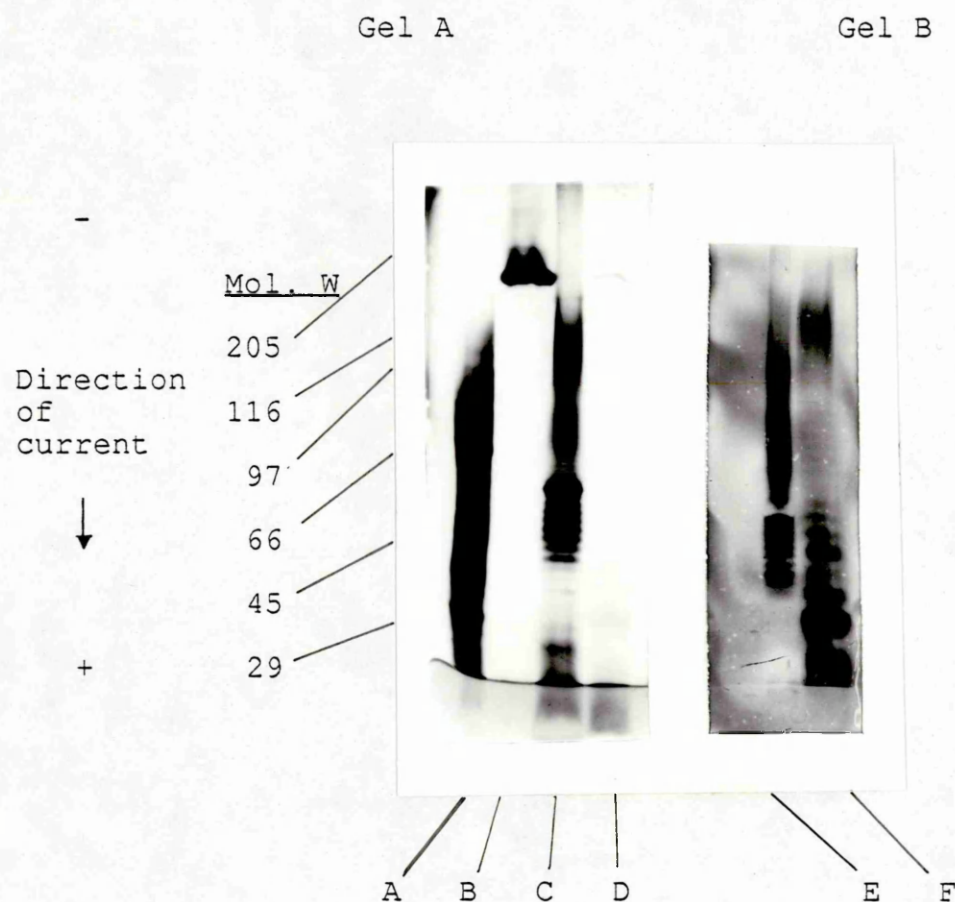 Gel A Gel B
-
Mol. W
205
Direction
of
current
116
97
66
45
+
29
A B C D E F